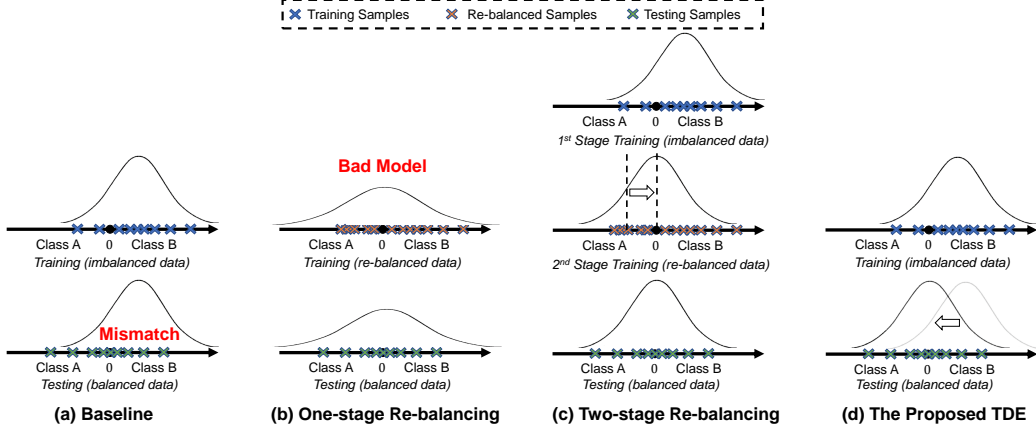 Training Samples Re-balanced Samples Testing Samples
Class A 0 Class B
1st Stage Training (imbalanced data)
Bad Model
Class A 0 Class B
Training (imbalanced data)
Class A 0 Class B
Training (re-balanced data)
Class A 0 Class B
2nd Stage Training (re-balanced data)
Class A 0 Class B
Training (imbalanced data)
Mismatch
Class A 0 Class B
Testing (balanced data)
Class A 0 Class B
Testing (balanced data)
Class A 0 Class B
Testing (balanced data)
Class A 0 Class B
Testing (balanced data)
(a) Baseline
(b) One-stage Re-balancing
(c) Two-stage Re-balancing
(d) The Proposed TDE